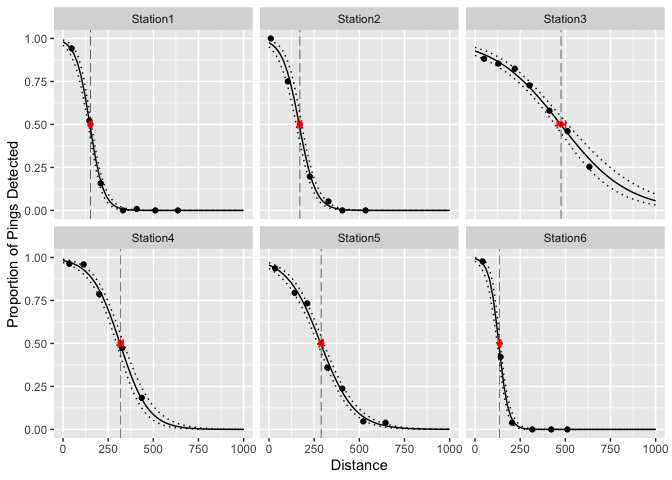 Station1 Station2 Station3
1.00
0.75
0.50
0.25
0.00
Station4 Station5 Station6
1.00
0.75
0.50
0.25
0.00
0 250 500 750 1000 0 250 500 750 1000 0 250 500 750 1000
Distance
Proportion of Pings Detected